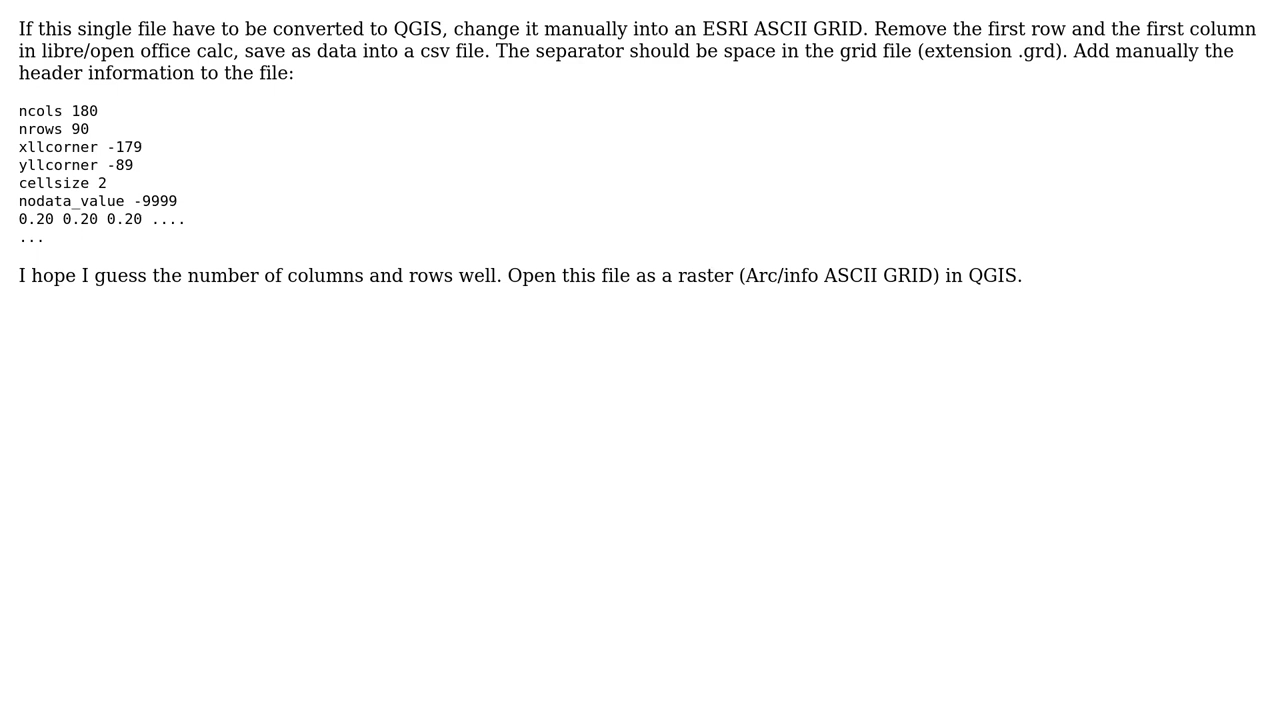 If this single file have to be converted to QGIS, change it manually into an ESRI ASCII GRID. Remove the first row and the first column
in libre/open office calc, save as data into a csv file. The separator should be space in the grid file (extension .grd). Add manually the
header information to the file:
ncols 180
nrows 90
xllcorner -179
yllcorner -89
cellsize 2
nodata_value -9999
0.20 0.20 0.20 ....
...
I hope I guess the number of columns and rows well. Open this file as a raster (Arc/info ASCII GRID) in QGIS.